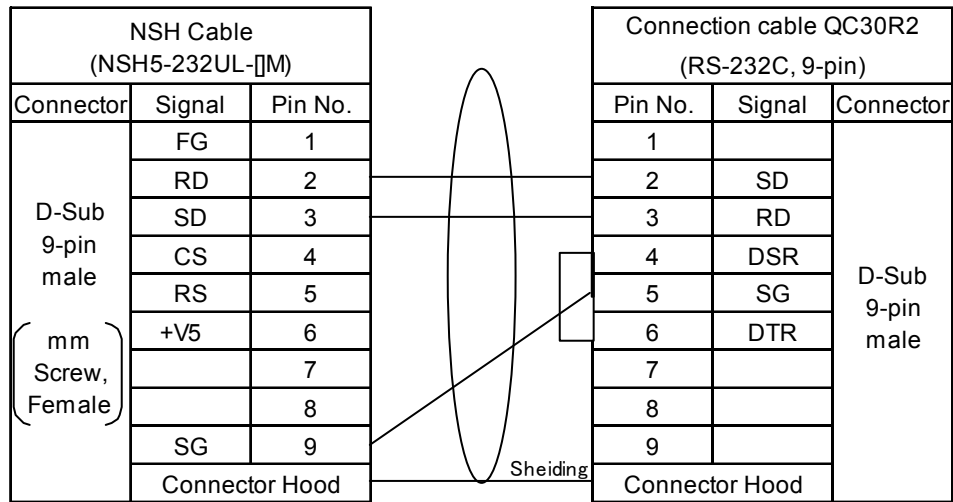 NSH Cable
(NSH5-232UL-[]M)
Connector Signal Pin No.
FG 1
RD 2
SD 3
CS 4
RS 5
+V5 6
7
8
SG 9
Connector Hood
D-Sub
9-pin
male
mm
Screw,
Female
Sheiding
Connection cable QC30R2
(RS-232C, 9-pin)
Pin No. Signal Connector
1
2 SD
3 RD
4 DSR
5 SG
6 DTR
7
8
9
Connector Hood
D-Sub
9-pin
male